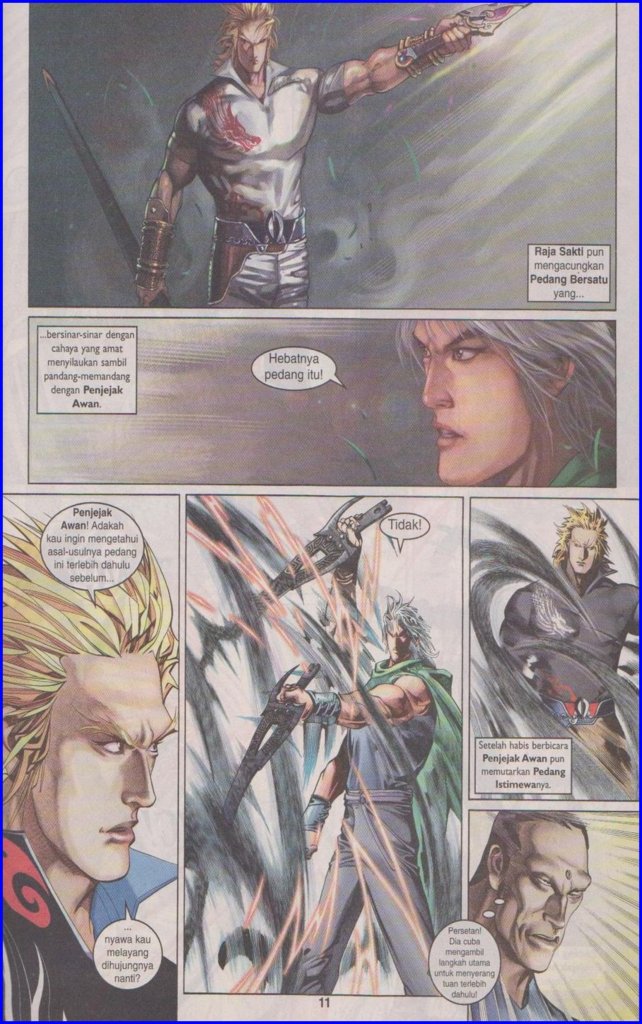 Raja Sakti pun
mengacungkan
Pedang Bersatu
yang...
...bersinar-sinar dengan
cahaya yang amat
menyilaukan sambil
pandang-memandang
dengan Penjejak
Awan.
Hebatnya
pedang itu!
Penjejak
Awan! Adakah
kau ingin mengetahui
asal-usulnya pedang
ini terlebih dahulu
sebelum...
...
nyawa kau
melayang
dihujungnya
nanti?
Tidak!
Setelah habis berbicara
Penjejak Awan pun
memutarkan Pedang
Istimewanya.
Persetan!
Dia cuba
mengambil
langkah utama
untuk menyerang
tuan terlebih
dahulu!
11